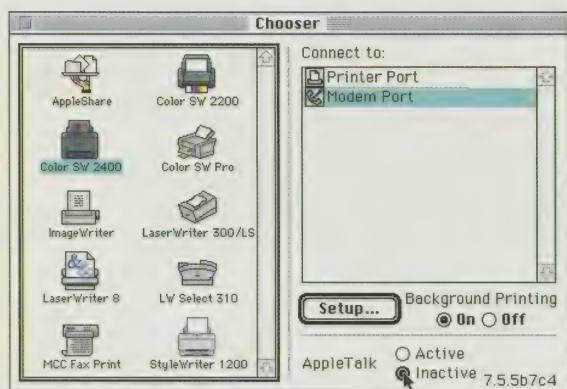 Chooser
AppleShare
Color SW 2200
Color SW 2400
Color SW Pro
ImageWriter
LaserWriter 300/LS
LaserWriter 8
LW Select 310
MCC Fax Print
StyleWriter 1200
Connect to:
Printer Port
Modem Port
Setup...
Background Printing
On Off
AppleTalk
Active
Inactive
7.5.5b7c4